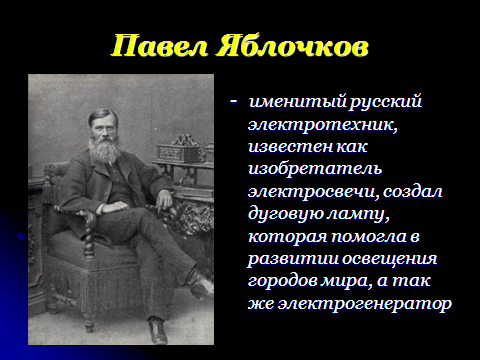 Павел Яблочков
- именитый русский
электротехник,
известен как
изобретатель
электросвечи, создал
дуговую лампу,
которая помогла в
развитии освещения
городов мира, а так
же электрогенератор